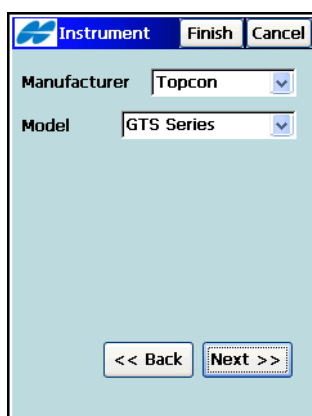 Instrument Finish Cancel
Manufacturer Topcon
Model GTS Series
<< Back Next >>